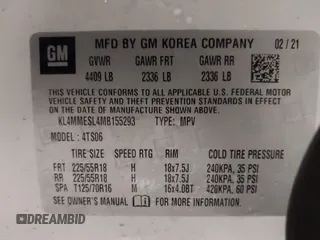 GM
MFD BY GM KOREA COMPANY 02/21
GVWR GAWR FRT GAWR RR
4409 LB 2336 LB 2336 LB
THIS VEHICLE CONFORMS TO ALL APPLICABLE U.S. FEDERAL MOTOR
VEHICLE SAFETY, BUMPER, AND THEFT PREVENTION STANDARDS IN
EFFECT ON THE DATE OF MANUFACTURE SHOWN ABOVE.
KL4MMESL4MB155293 TYPE: MPV
MODEL: 4TS06
TIRE SIZE SPEED RTG RIM COLD TIRE PRESSURE
FRT 225/55R18 H 18x7.5J 240KPA, 35 PSI
RR 225/55R18 H 18x7.5J 240KPA, 35 PSI
SPA T125/70R16 M 16x4.0BT 420KPA, 60 PSI
SEE OWNER'S MANUAL FOR ADDITIONAL INFORMATION
DREAMBID